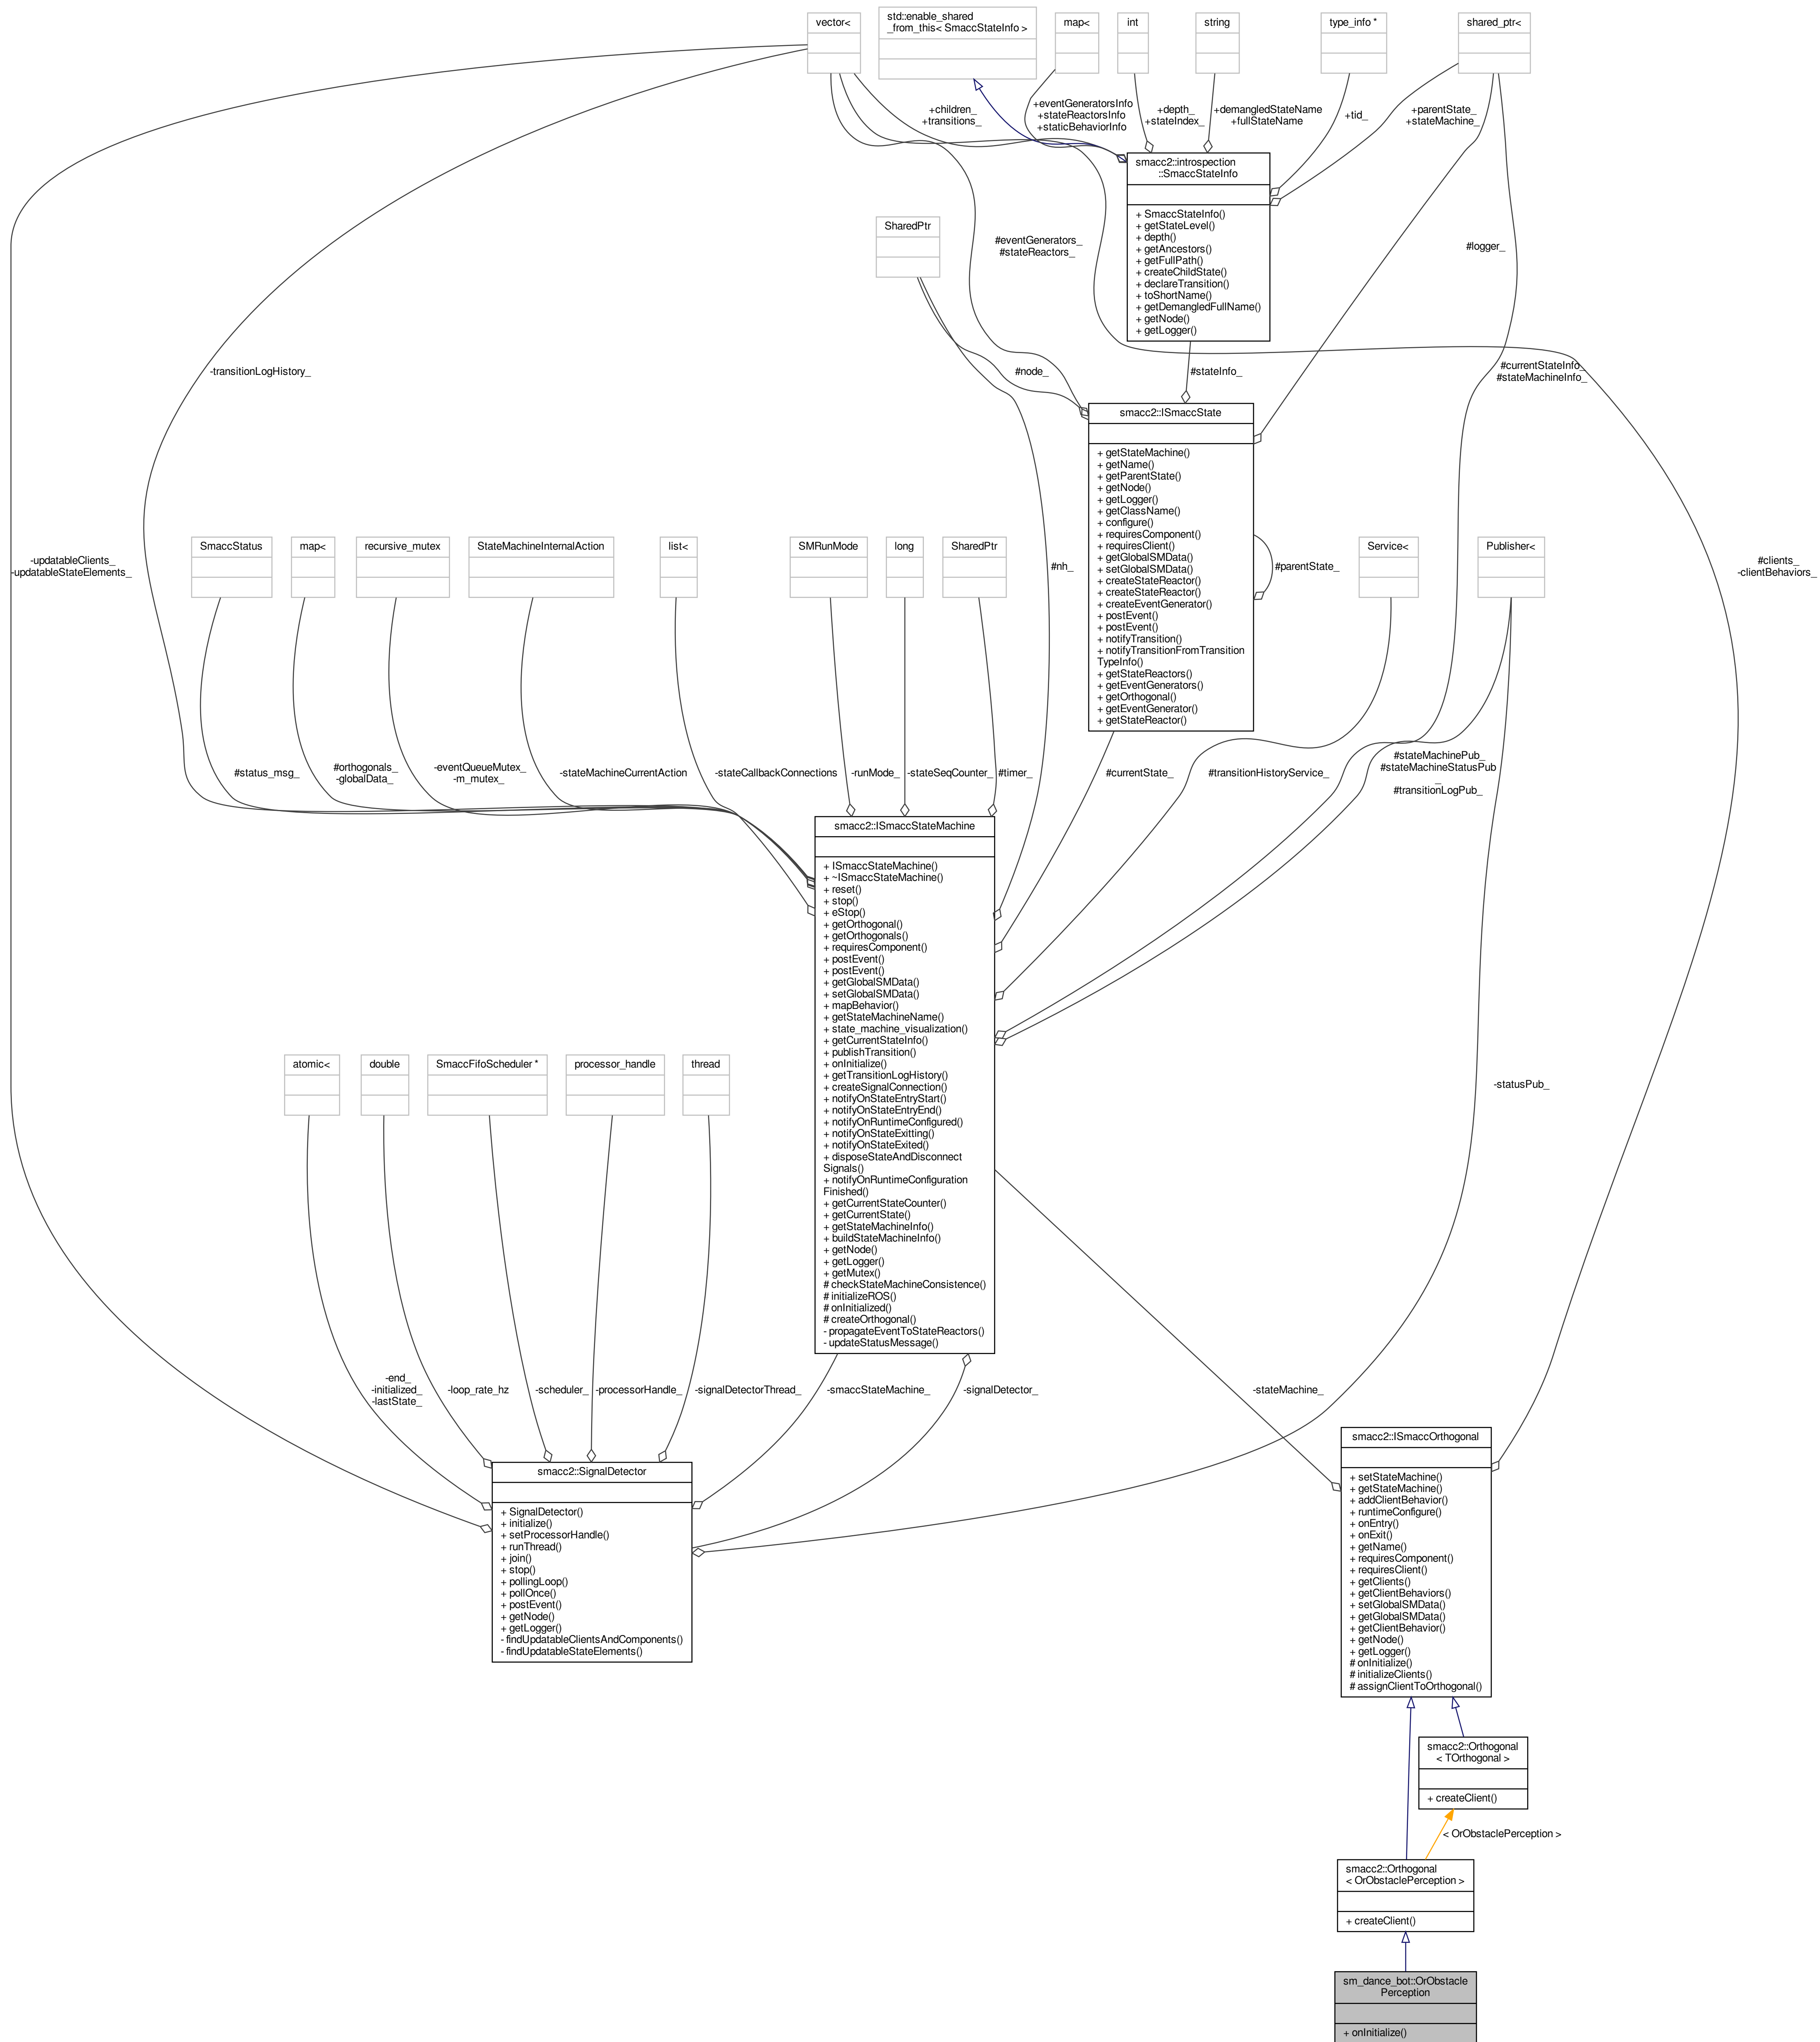 vector<
std::enable_shared
_from_this< SmaccStateInfo >
map<
int
string
type_info *
shared_ptr<
+children_
+transitions_
+eventGeneratorsInfo
+stateReactorsInfo
+staticBehaviorInfo
+depth_
+stateIndex_
+demangledStateName
+fullStateName
+tid_
+parentState_
+stateMachine_
smacc2::introspection
::SmaccStateInfo
+ SmaccStateInfo()
+ getStateLevel()
+ depth()
+ getAncestors()
+ getFullPath()
+ createChildState()
+ declareTransition()
+ toShortName()
+ getDemangledFullName()
+ getNode()
+ getLogger()
SharedPtr
#eventGenerators_
#stateReactors_
#logger_
-transitionLogHistory_
#node_
#stateInfo_
#currentStateInfo_
#stateMachineInfo_
smacc2::ISmaccState
+ getStateMachine()
+ getName()
+ getParentState()
+ getNode()
+ getLogger()
+ getClassName()
+ configure()
+ requiresComponent()
+ requiresClient()
+ getGlobalSMData()
+ setGlobalSMData()
+ createStateReactor()
+ createStateReactor()
+ createEventGenerator()
+ postEvent()
+ postEvent()
+ notifyTransition()
+ notifyTransitionFromTransition
TypeInfo()
+ getStateReactors()
+ getEventGenerators()
+ getOrthogonal()
+ getEventGenerator()
+ getStateReactor()
#parentState_
-updatableClients_
-updatableStateElements_
SmaccStatus
map<
recursive_mutex
StateMachineInternalAction
list<
SMRunMode
long
SharedPtr
#nh_
Service<
Publisher<
#clients_
-clientBehaviors_
#status_msg_
#orthogonals_
-globalData_
-eventQueueMutex_
-m_mutex_
-stateMachineCurrentAction
-stateCallbackConnections
-runMode_
-stateSeqCounter_
#timer_
#currentState_
#transitionHistoryService_
#stateMachinePub_
#stateMachineStatusPub
_
#transitionLogPub_
smacc2::ISmaccStateMachine
+ ISmaccStateMachine()
+ ~ISmaccStateMachine()
+ reset()
+ stop()
+ eStop()
+ getOrthogonal()
+ getOrthogonals()
+ requiresComponent()
+ postEvent()
+ postEvent()
+ getGlobalSMData()
+ setGlobalSMData()
+ mapBehavior()
+ getStateMachineName()
+ state_machine_visualization()
+ getCurrentStateInfo()
+ publishTransition()
+ onInitialize()
+ getTransitionLogHistory()
+ createSignalConnection()
+ notifyOnStateEntryStart()
+ notifyOnStateEntryEnd()
+ notifyOnRuntimeConfigured()
+ notifyOnStateExitting()
+ notifyOnStateExited()
+ disposeStateAndDisconnect
Signals()
+ notifyOnRuntimeConfiguration
Finished()
+ getCurrentStateCounter()
+ getCurrentState()
+ getStateMachineInfo()
+ buildStateMachineInfo()
+ getNode()
+ getLogger()
+ getMutex()
# checkStateMachineConsistence()
# initializeROS()
# onInitialized()
# createOrthogonal()
- propagateEventToStateReactors()
- updateStatusMessage()
atomic<
double
SmaccFifoScheduler *
processor_handle
thread
-statusPub_
-end_
-initialized_
-lastState_
-loop_rate_hz
-scheduler_
-processorHandle_
-signalDetectorThread_
-smaccStateMachine_
-signalDetector_
-stateMachine_
smacc2::SignalDetector
+ SignalDetector()
+ initialize()
+ setProcessorHandle()
+ runThread()
+ join()
+ stop()
+ pollingLoop()
+ pollOnce()
+ postEvent()
+ getNode()
+ getLogger()
- findUpdatableClientsAndComponents()
- findUpdatableStateElements()
smacc2::ISmaccOrthogonal
+ setStateMachine()
+ getStateMachine()
+ addClientBehavior()
+ runtimeConfigure()
+ onEntry()
+ onExit()
+ getName()
+ requiresComponent()
+ requiresClient()
+ getClients()
+ getClientBehaviors()
+ setGlobalSMData()
+ getGlobalSMData()
+ getClientBehavior()
+ getNode()
+ getLogger()
# onInitialize()
# initializeClients()
# assignClientToOrthogonal()
smacc2::Orthogonal
< TOrthogonal >
+ createClient()
< OrObstaclePerception >
smacc2::Orthogonal
< OrObstaclePerception >
+ createClient()
sm_dance_bot::OrObstacle
Perception
+ onInitialize()